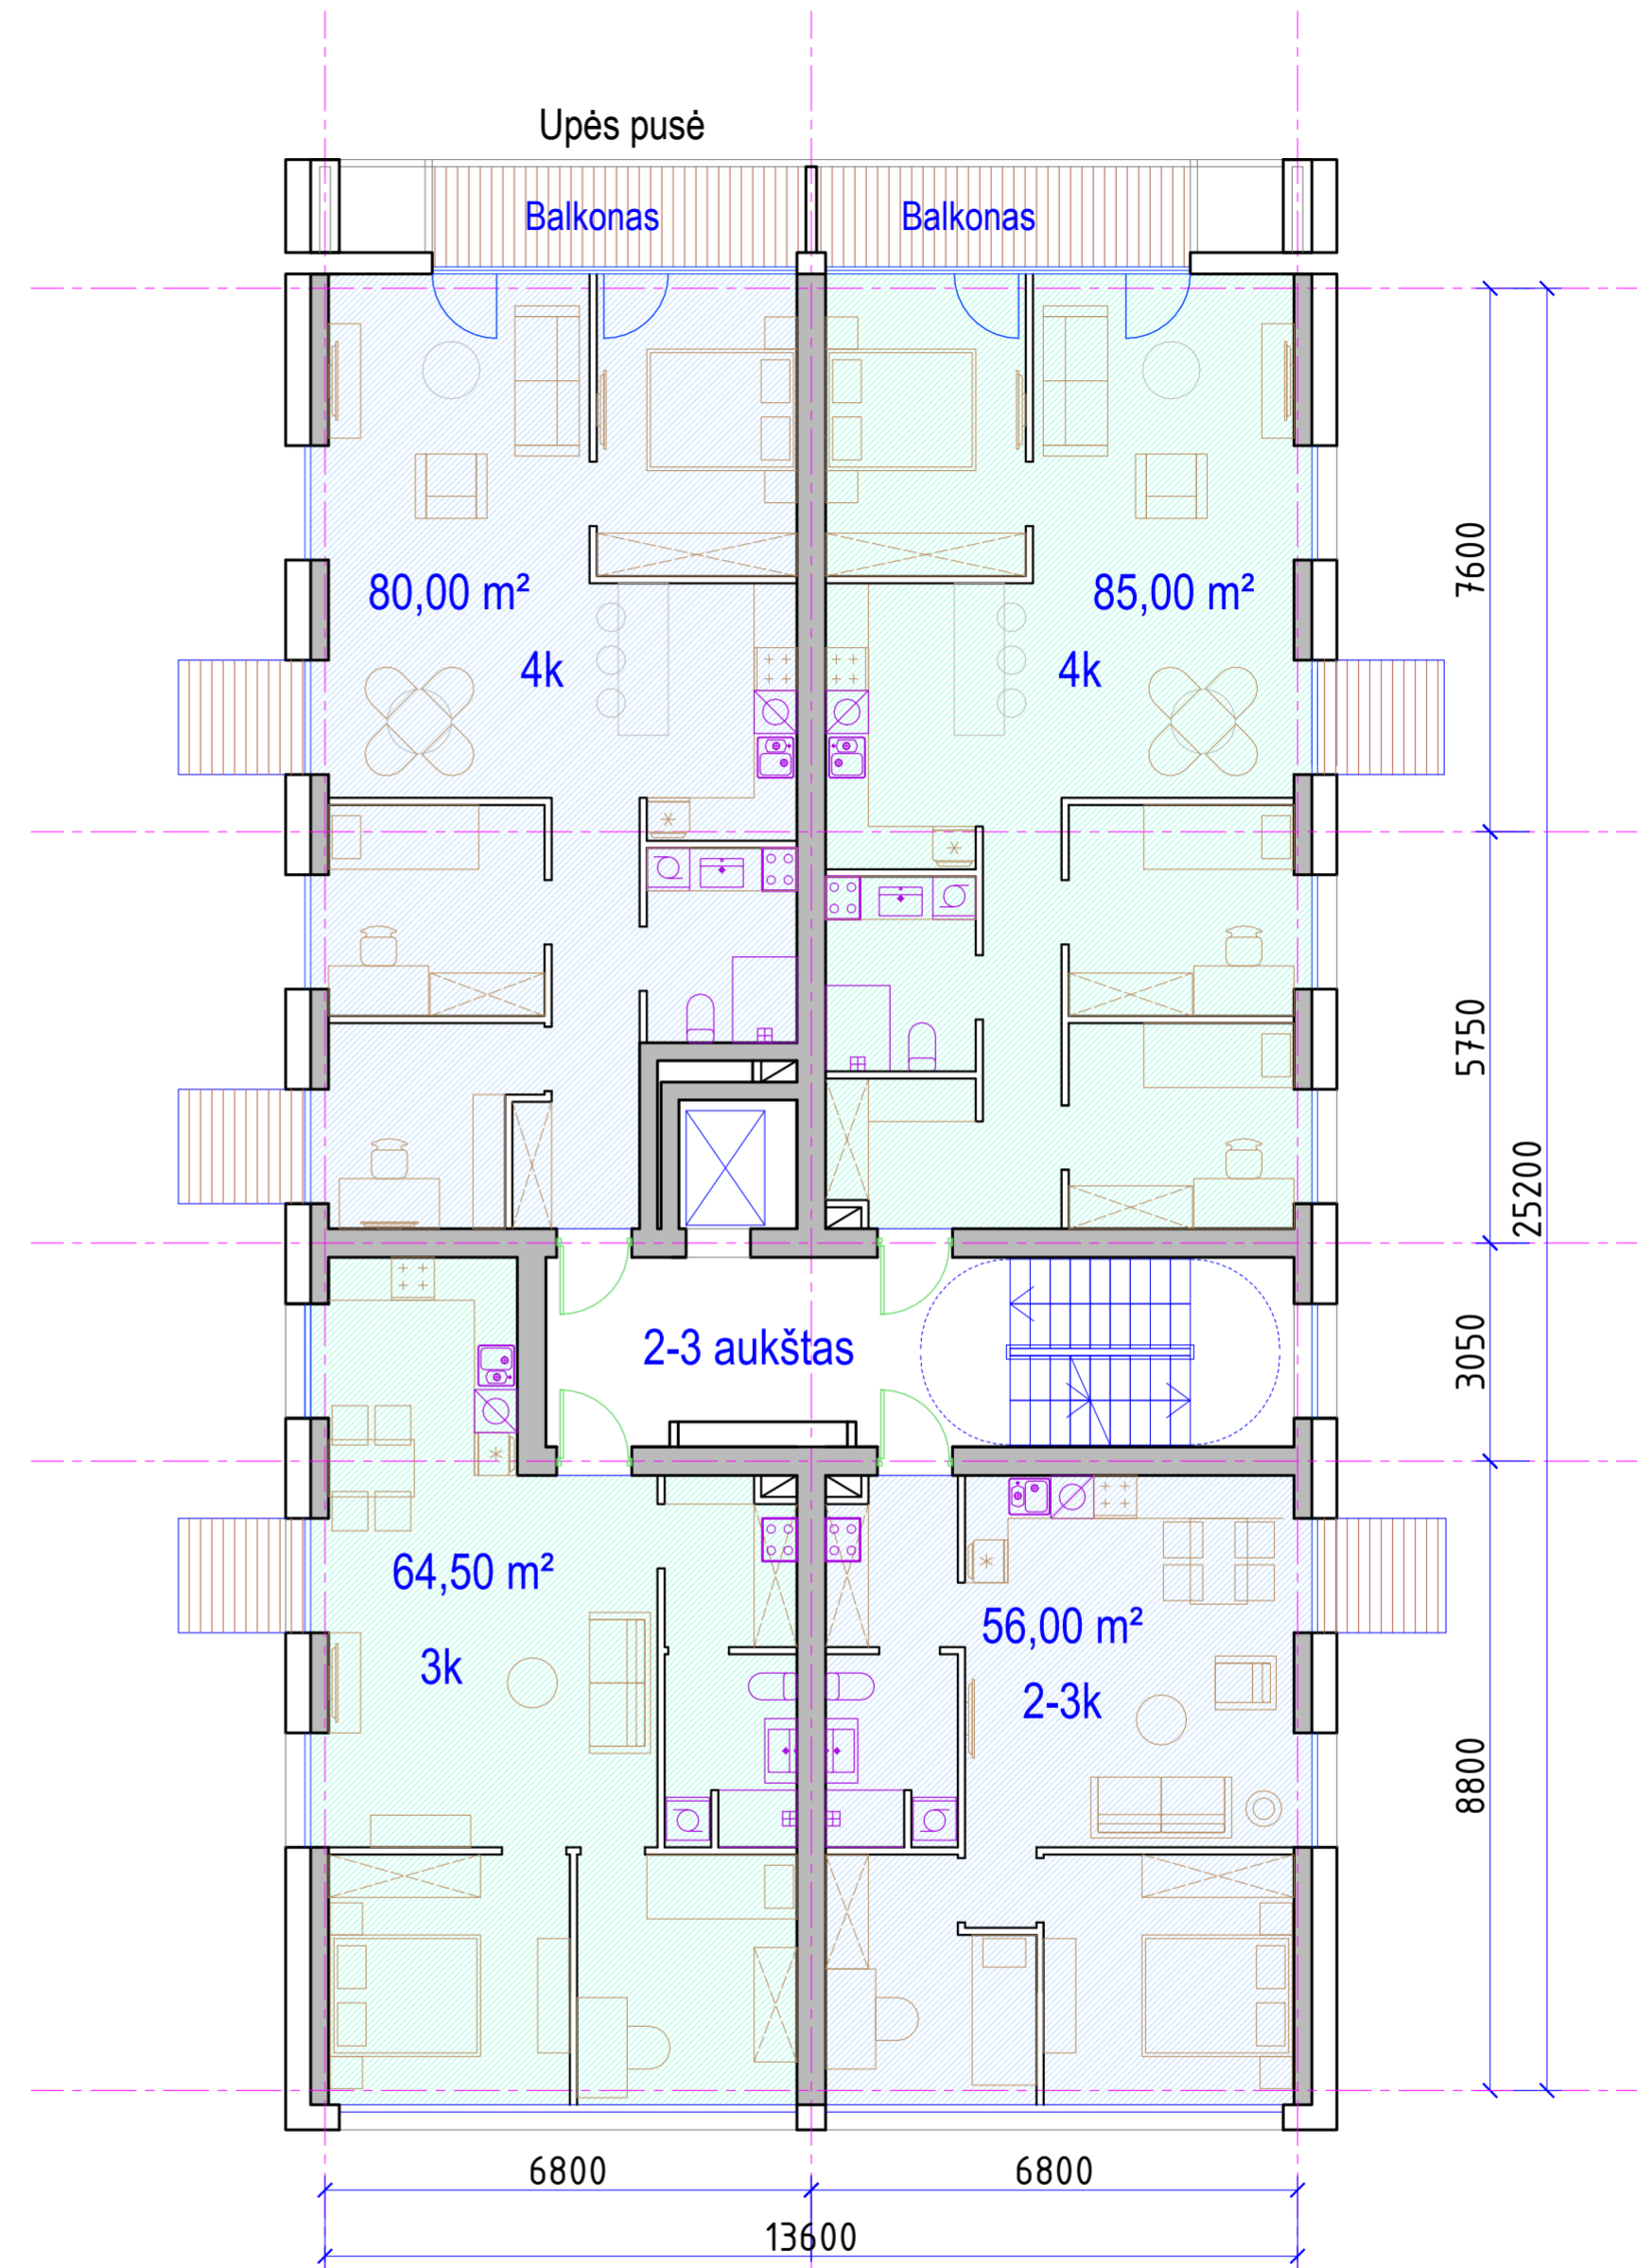 Upės pusė
Balkonas
Balkonas
80,00 m²
4k
85,00 m²
4k
7600
5750
25200
3050
8800
2-3 aukštas
64,50 m²
3k
56,00 m²
2-3k
6800
6800
13600